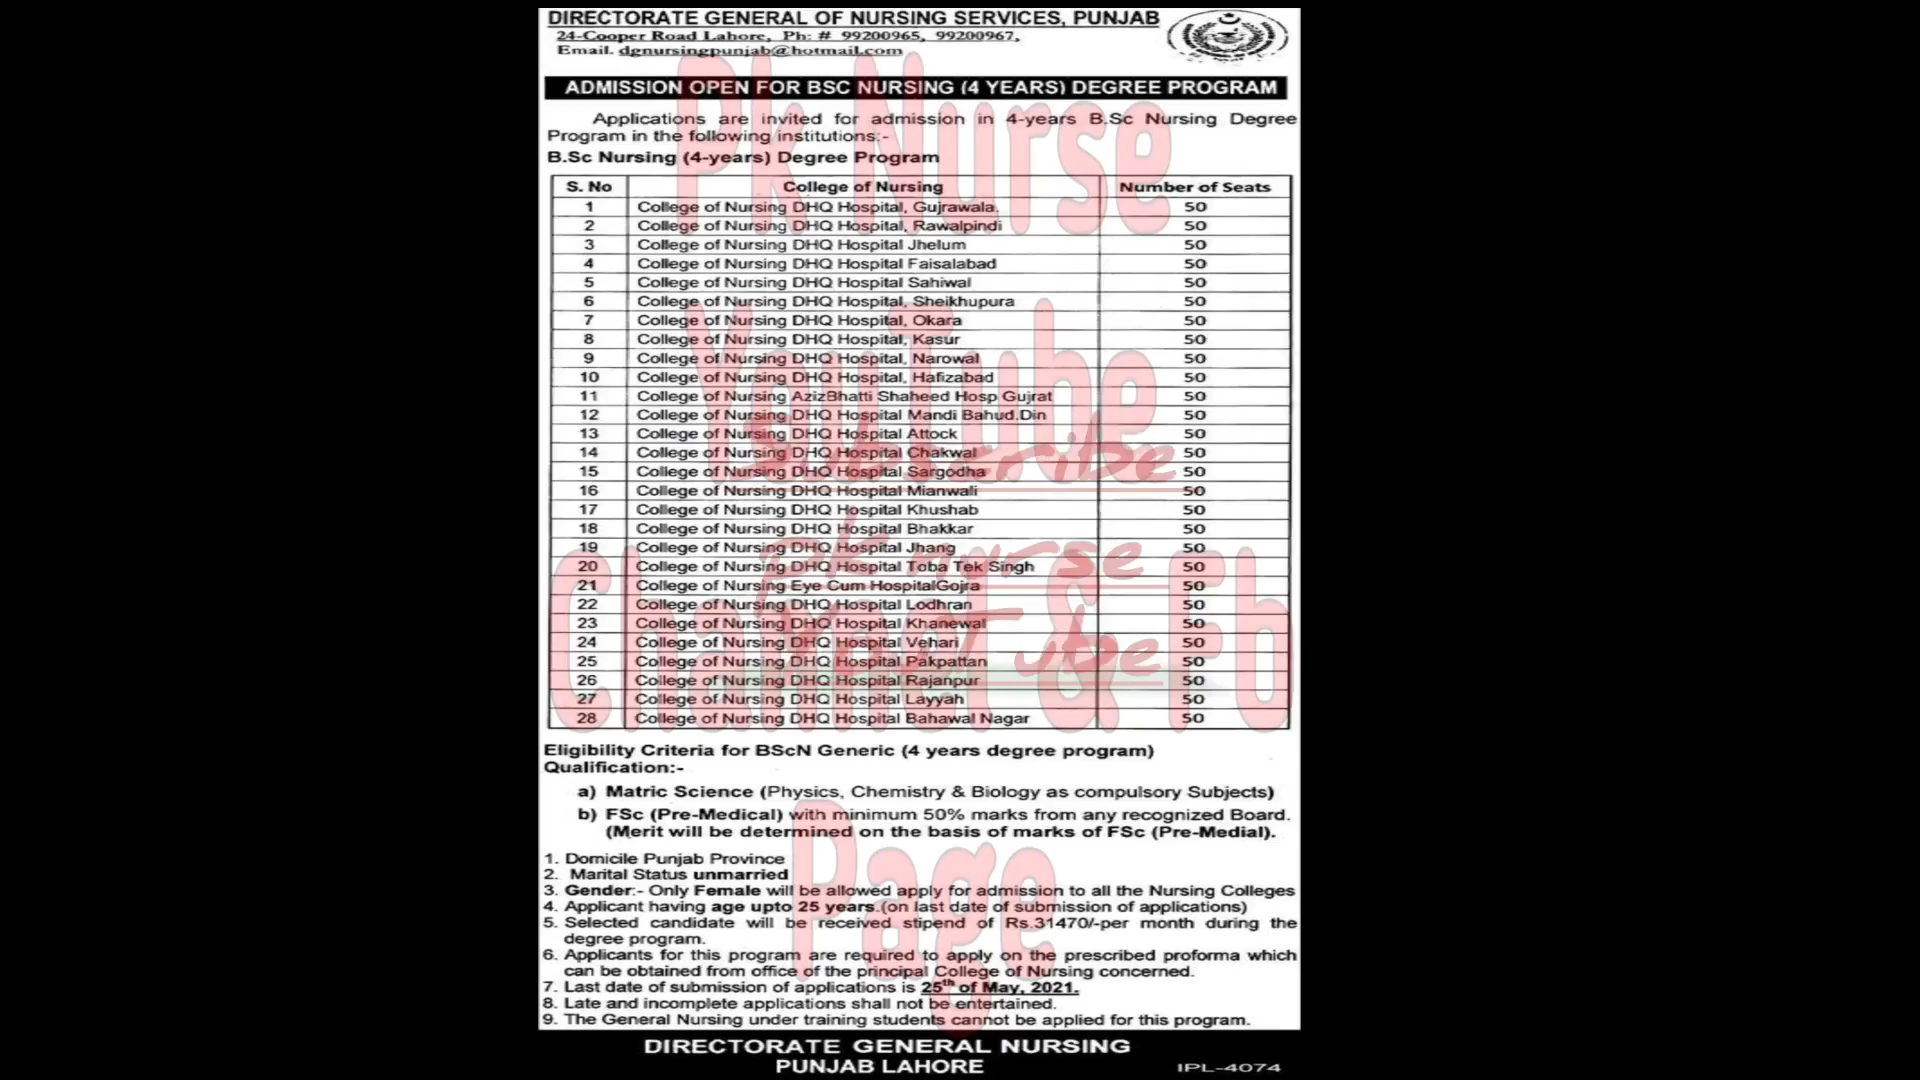 DIRECTORATE GENERAL OF NURSING SERVICES, PUNJAB
24-Cooper Road Lahore, Ph: # 99200965, 99200967,
Email. dgnursingpunjab@hotmail.com
ADMISSION OPEN FOR BSC NURSING (4 YEARS) DEGREE PROGRAM
Applications are invited for admission in 4-years B.Sc Nursing Degree
Program in the following institutions:-
B.Sc Nursing (4-years) Degree Program
S. No College of Nursing Number of Seats
1 College of Nursing DHQ Hospital, Gujrawala. 50
2 College of Nursing DHQ Hospital, Rawalpindi 50
3 College of Nursing DHQ Hospital Jhelum 50
4 College of Nursing DHQ Hospital Faisalabad 50
5 College of Nursing DHQ Hospital Sahiwal 50
6 College of Nursing DHQ Hospital, Sheikhupura 50
7 College of Nursing DHQ Hospital, Okara 50
8 College of Nursing DHQ Hospital, Kasur 50
9 College of Nursing DHQ Hospital, Narowal 50
10 College of Nursing DHQ Hospital, Hafizabad 50
11 College of Nursing AzizBhatti Shaheed Hosp Gujrat 50
12 College of Nursing DHQ Hospital Mandi Bahud.Din 50
13 College of Nursing DHQ Hospital Attock 50
14 College of Nursing DHQ Hospital Chakwal 50
15 College of Nursing DHQ Hospital Sargodha 50
16 College of Nursing DHQ Hospital Mianwali 50
17 College of Nursing DHQ Hospital Khushab 50
18 College of Nursing DHQ Hospital Bhakkar 50
19 College of Nursing DHQ Hospital Jhang 50
20 College of Nursing DHQ Hospital Toba Tek Singh 50
21 College of Nursing Eye Cum HospitalGojra 50
22 College of Nursing DHQ Hospital Lodhran 50
23 College of Nursing DHQ Hospital Khanewal 50
24 College of Nursing DHQ Hospital Vehari 50
25 College of Nursing DHQ Hospital Pakpattan 50
26 College of Nursing DHQ Hospital Rajanpur 50
27 College of Nursing DHQ Hospital Layyah 50
28 College of Nursing DHQ Hospital Bahawal Nagar 50
Eligibility Criteria for BScN Generic (4 years degree program)
Qualification:-
a) Matric Science (Physics, Chemistry & Biology as compulsory Subjects)
b) FSc (Pre-Medical) with minimum 50% marks from any recognized Board.
(Merit will be determined on the basis of marks of FSc (Pre-Medial).
1. Domicile Punjab Province
2. Marital Status unmarried
3. Gender:- Only Female will be allowed apply for admission to all the Nursing Colleges
4. Applicant having age upto 25 years.(on last date of submission of applications)
5. Selected candidate will be received stipend of Rs.31470/-per month during the
degree program.
6. Applicants for this program are required to apply on the prescribed proforma which
can be obtained from office of the principal College of Nursing concerned.
7. Last date of submission of applications is 25th of May, 2021.
8. Late and incomplete applications shall not be entertained.
9. The General Nursing under training students cannot be applied for this program.
DIRECTORATE GENERAL NURSING
PUNJAB LAHORE
IPL-4074
Pk Nurse
YouTube
Channel & Fb
Page
Subscribe
pk nurse
YouTube